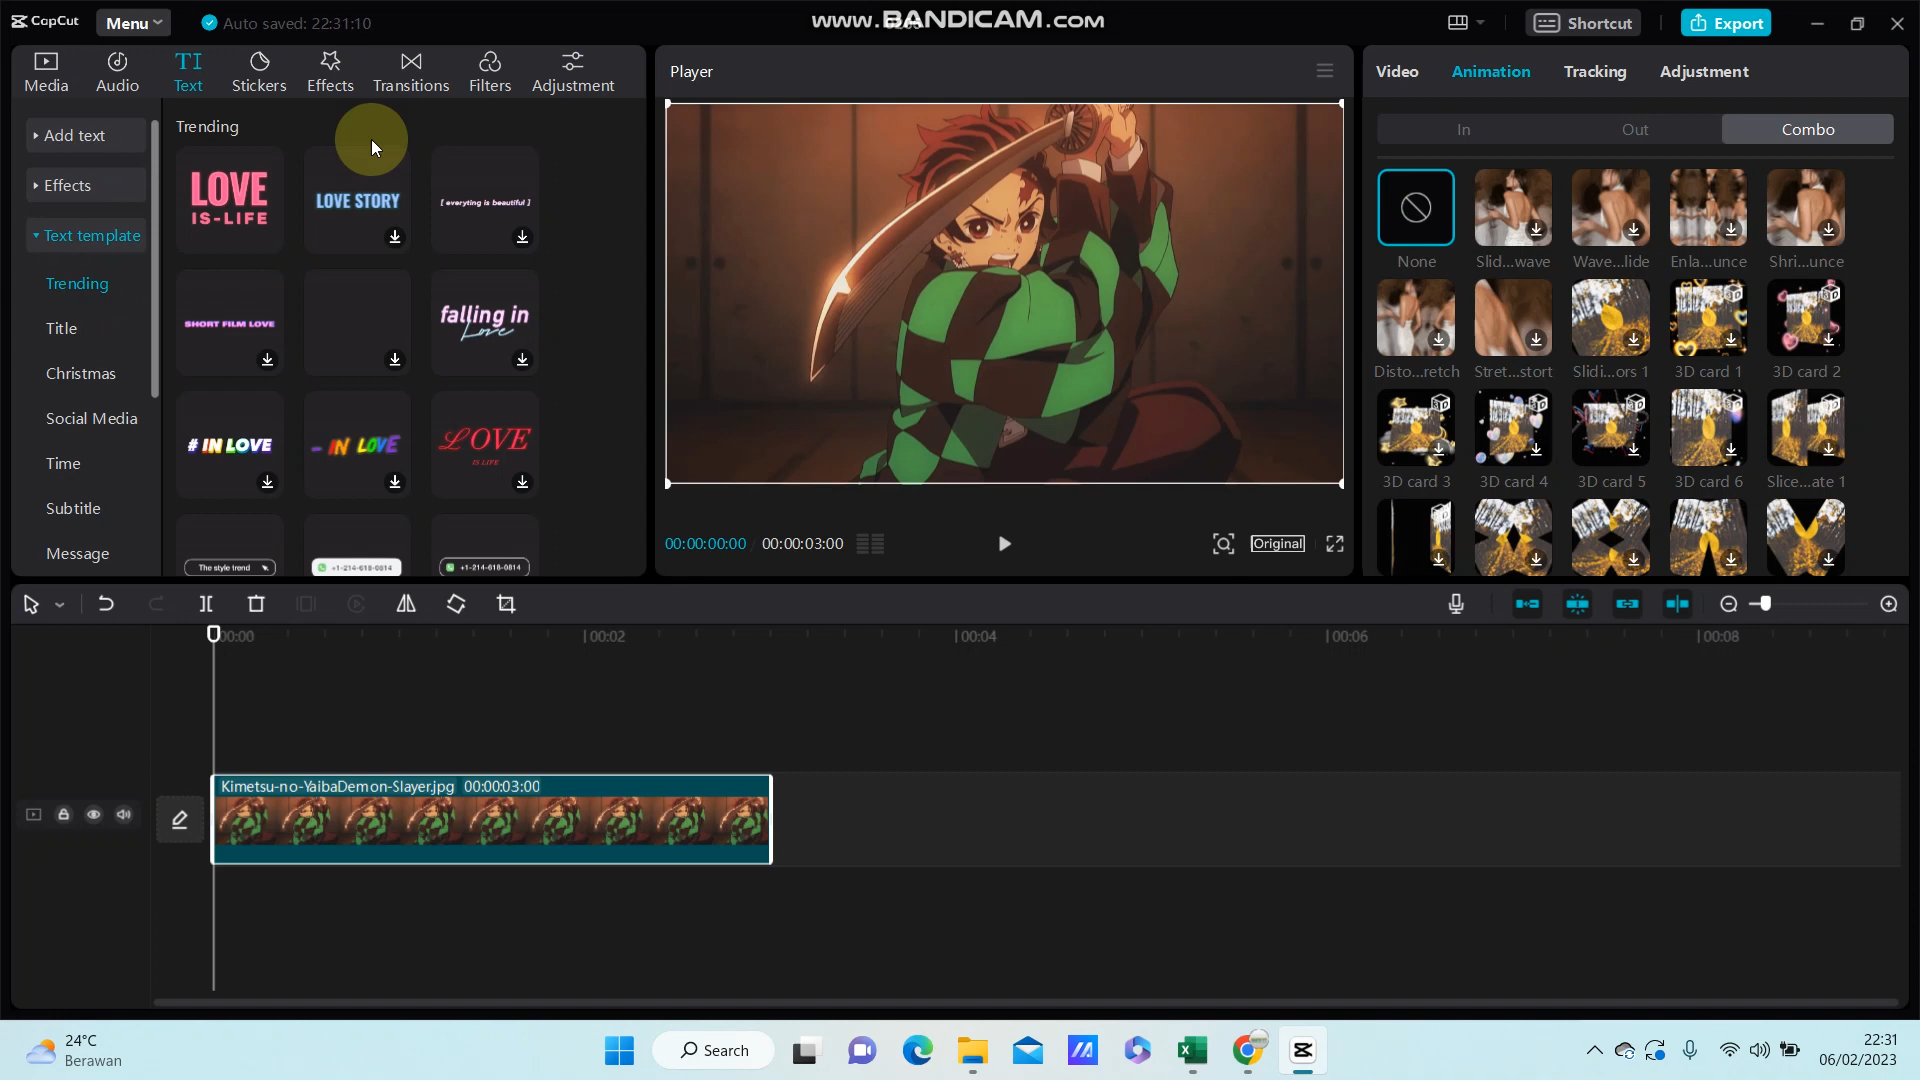 CapCut
Menu
Auto saved: 22:31:10
www.BANDICAM.com
Shortcut
Export
Media
Audio
TI
Text
Stickers
Effects
Transitions
Filters
Adjustment
Player
Video
Animation
Tracking
Adjustment
Add text
Effects
Text template
Trending
Title
Christmas
Social Media
Time
Subtitle
Message
Trending
LOVE
IS-LIFE
LOVE STORY
[ everyting is beautiful ]
SHORT FILM LOVE
falling in
Love
# IN LOVE
- IN LOVE
LOVE
IS LIFE
The style trend
+1-214-618-0814
+1-214-618-0814
In
Out
Combo
None
Slid...wave
Wave...lide
Enla...unce
Shri...unce
Disto...retch
Stret...stort
Slidi...ors 1
3D card 1
3D card 2
3D card 3
3D card 4
3D card 5
3D card 6
Slice...ate 1
00:00:00:00
00:00:03:00
Original
00:00
00:02
00:04
00:06
00:08
Kimetsu-no-YaibaDemon-Slayer.jpg 00:00:03:00
24°C
Berawan
Search
22:31
06/02/2023